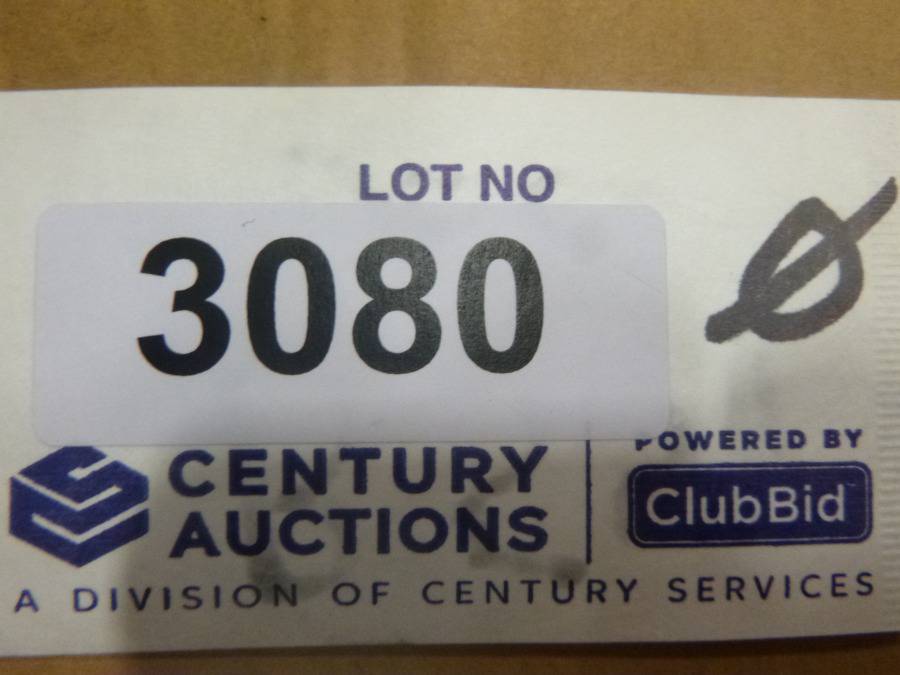 LOT NO
3080
Ø
CENTURY
AUCTIONS
POWERED BY
ClubBid
A DIVISION OF CENTURY SERVICES